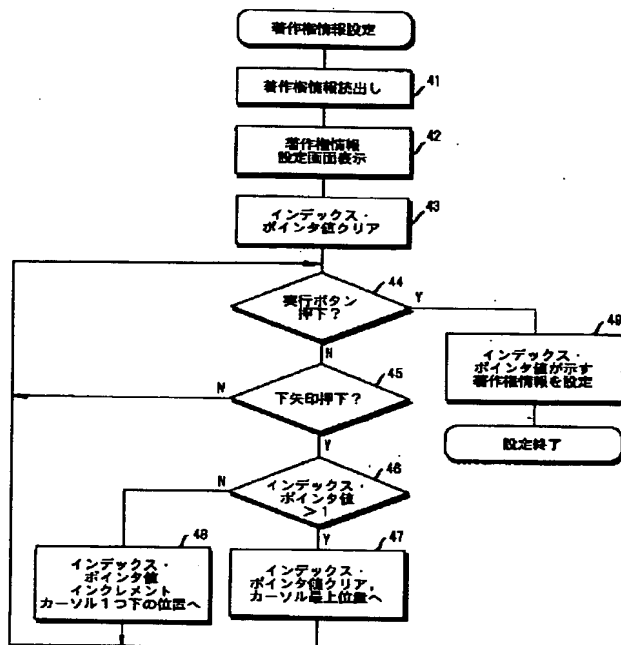 著作権情報設定
著作権情報読出し
41
著作権情報
設定画面表示
42
インデックス・
ポインタ値クリア
43
実行ボタン
押下?
44
Y
N
インデックス・
ポインタ値が示す
著作権情報を設定
49
設定終了
下矢印押下?
45
N
Y
インデックス・
ポインタ値
>1
46
N
Y
インデックス・
ポインタ値
インクレメント
カーソル1つ下の位置へ
48
インデックス・
ポインタ値クリア,
カーソル最上位置へ
47